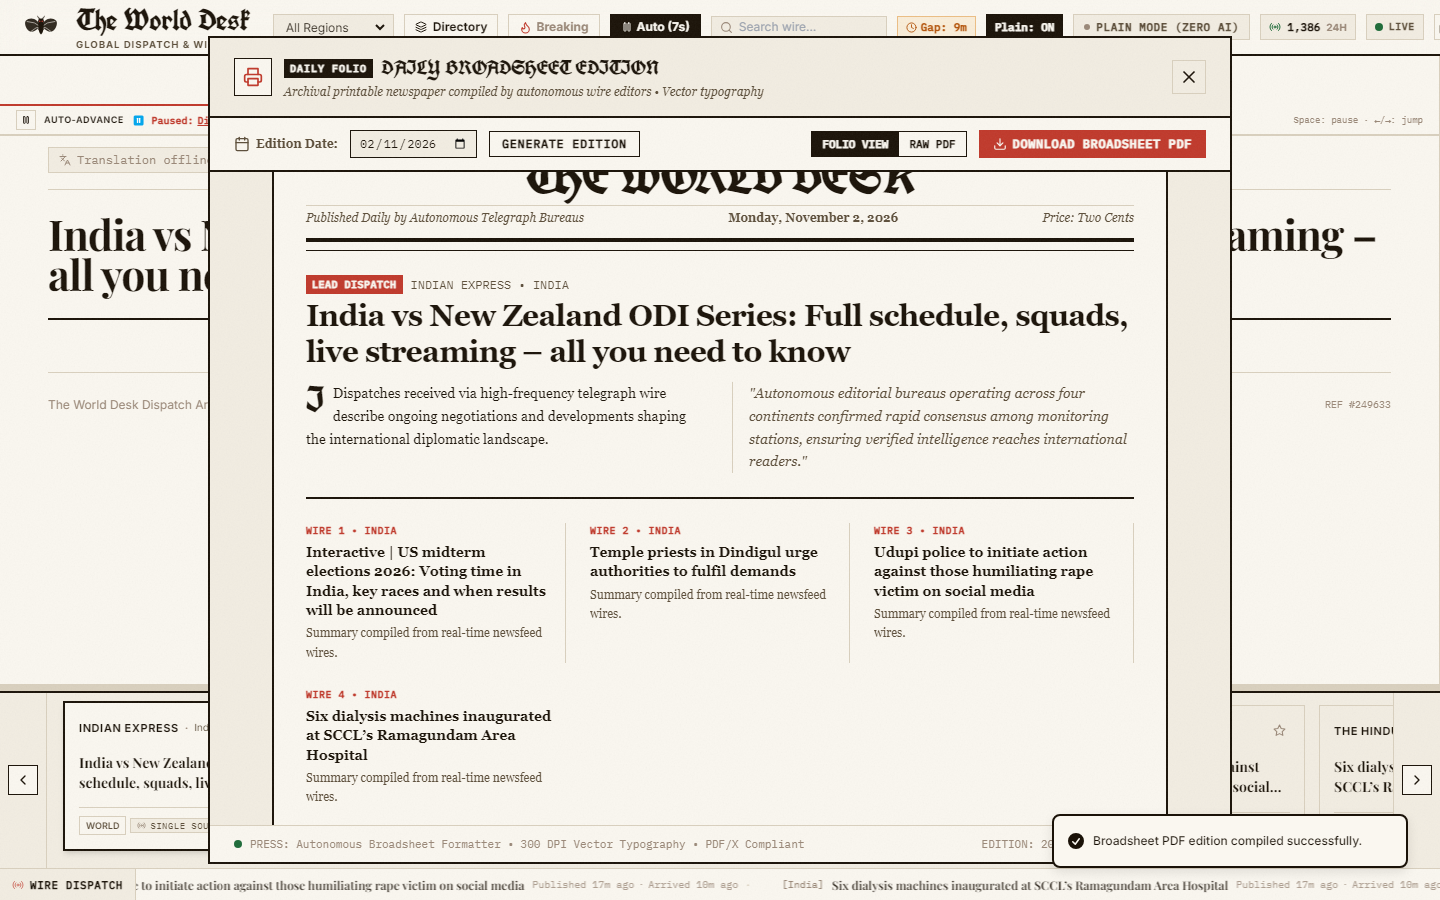 The World Desk
GLOBAL DISPATCH & WI
All Regions
Directory
Breaking
Auto (7s)
Search wire...
Gap: 9m
Plain: ON
PLAIN MODE (ZERO AI)
1,386 24H
LIVE
DAILY FOLIO
DAILY BROADSHEET EDITION
Archival printable newspaper compiled by autonomous wire editors • Vector typography
AUTO-ADVANCE
Paused: Di
Space: pause · ←/→: jump
Edition Date:
02/11/2026
GENERATE EDITION
FOLIO VIEW
RAW PDF
DOWNLOAD BROADSHEET PDF
Translation offlin
THE WORLD DESK
Published Daily by Autonomous Telegraph Bureaus
Monday, November 2, 2026
Price: Two Cents
India vs N
all you ne
aming –
LEAD DISPATCH
INDIAN EXPRESS • INDIA
India vs New Zealand ODI Series: Full schedule, squads,
live streaming – all you need to know
The World Desk Dispatch Ar
REF #249633
I Dispatches received via high-frequency telegraph wire
describe ongoing negotiations and developments shaping
the international diplomatic landscape.
"Autonomous editorial bureaus operating across four
continents confirmed rapid consensus among monitoring
stations, ensuring verified intelligence reaches international
readers."
WIRE 1 • INDIA
Interactive | US midterm
elections 2026: Voting time in
India, key races and when results
will be announced
Summary compiled from real-time newsfeed
wires.
WIRE 2 • INDIA
Temple priests in Dindigul urge
authorities to fulfil demands
Summary compiled from real-time newsfeed
wires.
WIRE 3 • INDIA
Udupi police to initiate action
against those humiliating rape
victim on social media
Summary compiled from real-time newsfeed
wires.
WIRE 4 • INDIA
Six dialysis machines inaugurated
at SCCL's Ramagundam Area
Hospital
Summary compiled from real-time newsfeed
wires.
INDIAN EXPRESS · Ind
India vs New Zealan
schedule, squads, liv
WORLD
SINGLE SOU
inst
social...
THE HINDU
Six dialys
SCCL's R
PRESS: Autonomous Broadsheet Formatter • 300 DPI Vector Typography • PDF/X Compliant
EDITION: 20
Broadsheet PDF edition compiled successfully.
WIRE DISPATCH
to initiate action against those humiliating rape victim on social media Published 17m ago · Arrived 10m ago ·
[India] Six dialysis machines inaugurated at SCCL's Ramagundam Area Hospital Published 18m ago · Arrived 10m ago